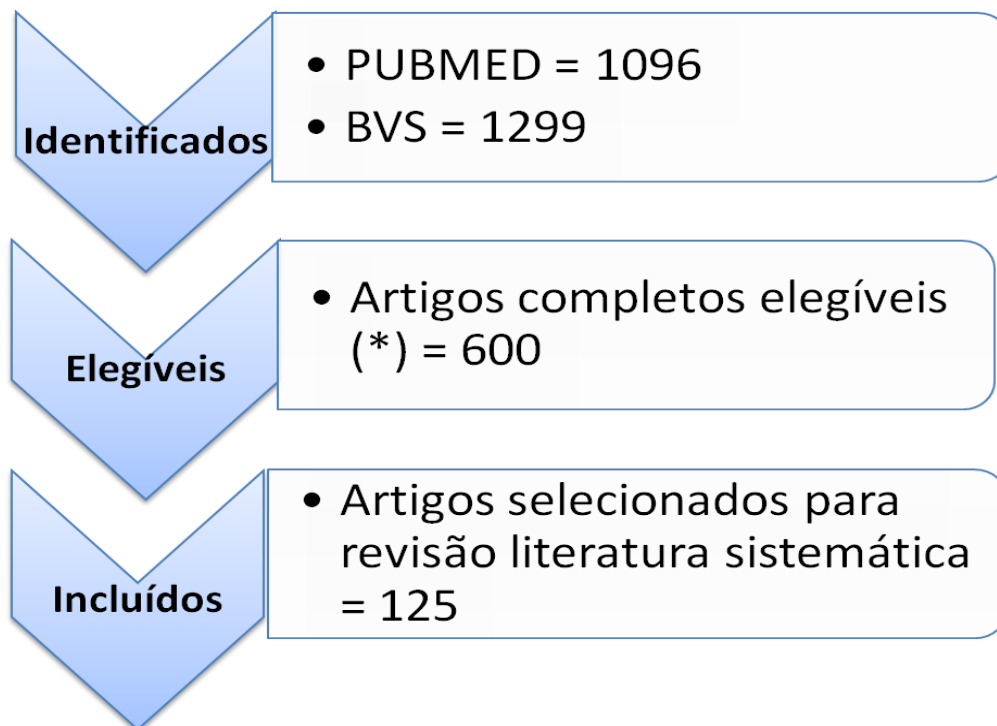 Identificados
• PUBMED = 1096
• BVS = 1299
Elegíveis
• Artigos completos elegíveis
(*) = 600
Incluídos
• Artigos selecionados para
revisão literatura sistemática
= 125